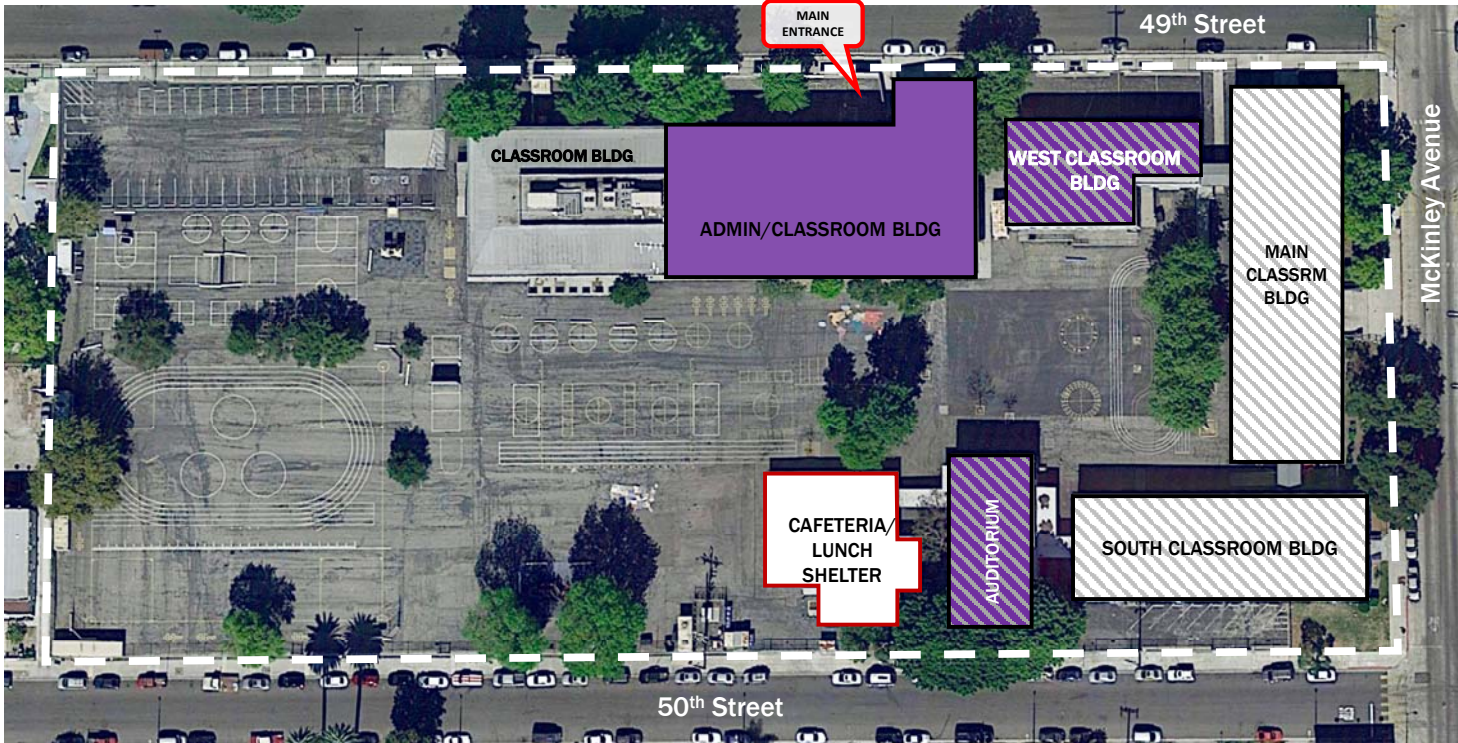 49th Street
MAIN
ENTRANCE
CLASSROOM BLDG
ADMIN/CLASSROOM BLDG
WEST CLASSROOM
BLDG
MAIN
CLASSRM
BLDG
McKinley Avenue
CAFETERIA/
LUNCH
SHELTER
AUDITORIUM
SOUTH CLASSROOM BLDG
50th Street